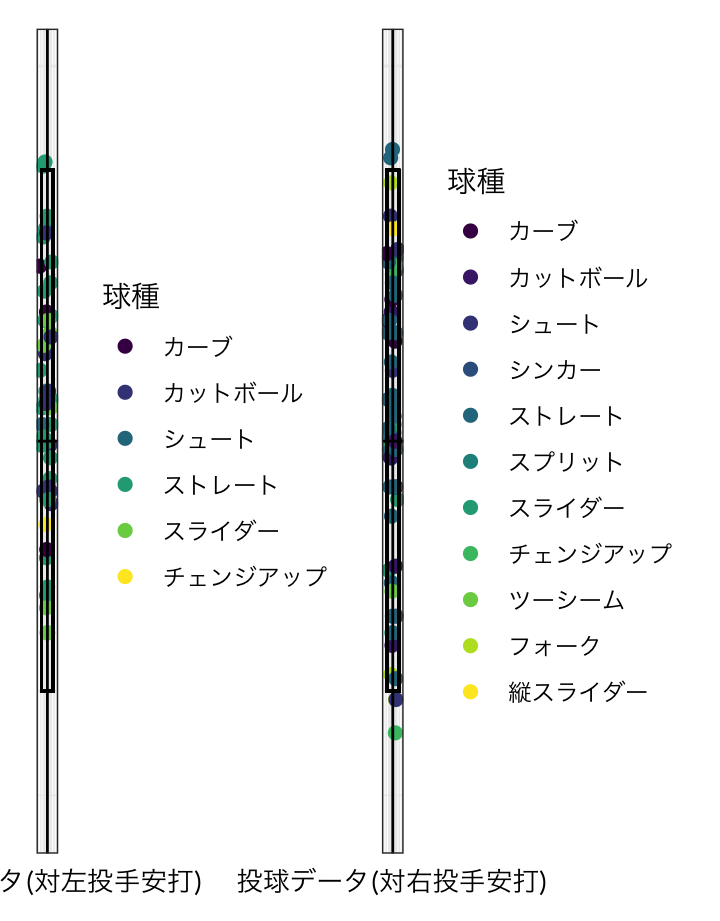 球種
カーブ
カットボール
シュート
ストレート
スライダー
チェンジアップ
球種
カーブ
カットボール
シュート
シンカー
ストレート
スプリット
スライダー
チェンジアップ
ツーシーム
フォーク
縦スライダー
タ(対左投手安打)
投球データ(対右投手安打)